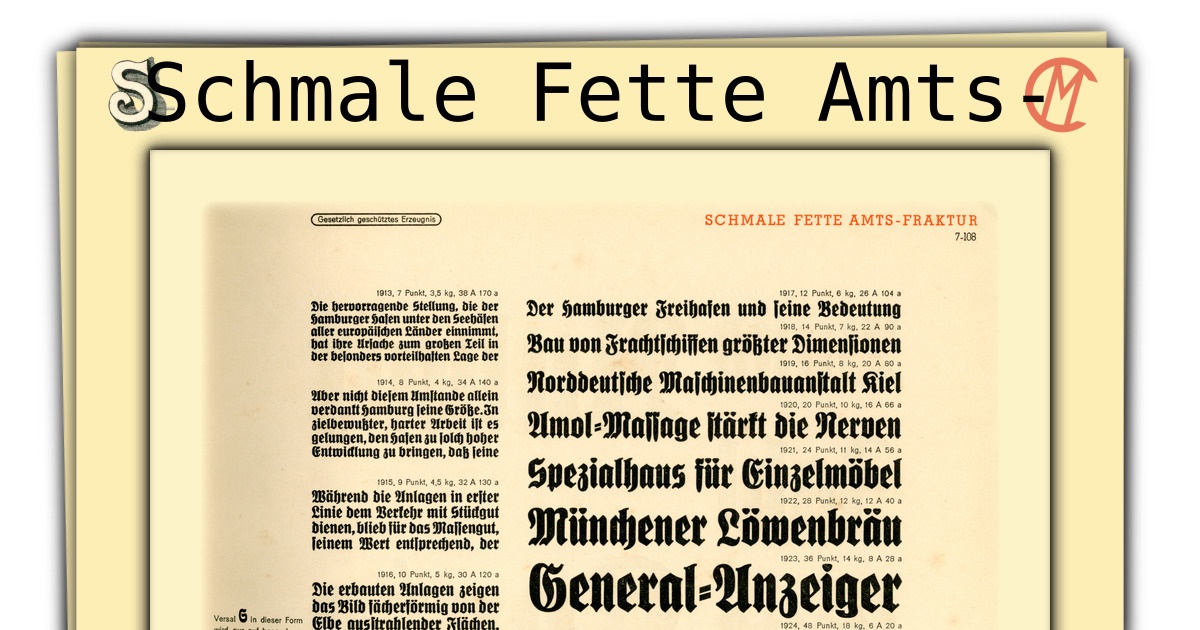 Schmale Fette Amts-
Gesetzlich geschütztes Erzeugnis
SCHMALE FETTE AMTS-FRAKTUR
7-108
1913, 7 Punkt, 3,5 kg, 38 A 170 a
Die hervorragende Stellung, die der
Hamburger Hafen unter den Seehäfen
aller europäischen Länder einnimmt,
hat ihre Ursache zum großen Teil in
der besonders vorteilhaften Lage der
1914, 8 Punkt, 4 kg, 34 A 140 a
Aber nicht diesem Umstande allein
verdankt Hamburg seine Größe. In
zielbewußter, harter Arbeit ist es
gelungen, den Hafen zu solch hoher
Entwicklung zu bringen, daß seine
1915, 9 Punkt, 4,5 kg, 32 A 130 a
Während die Anlagen in erster
Linie dem Verkehr mit Stückgut
dienen, blieb für das Massengut,
seinem Wert entsprechend, der
1916, 10 Punkt, 5 kg, 30 A 120 a
Die erbauten Anlagen zeigen
das Bild fächerförmig von der
Elbe ausstrahlender Flächen.
Versal G in dieser Form
1917, 12 Punkt, 6 kg, 26 A 104 a
Der Hamburger Freihafen und seine Bedeutung
1918, 14 Punkt, 7 kg, 22 A 90 a
Bau von Frachtschiffen größter Dimensionen
1919, 16 Punkt, 8 kg, 20 A 80 a
Norddeutsche Maschinenbauanstalt Kiel
1920, 20 Punkt, 10 kg, 16 A 66 a
Amol-Massage stärkt die Nerven
1921, 24 Punkt, 11 kg, 14 A 56 a
Spezialhaus für Einzelmöbel
1922, 28 Punkt, 12 kg, 12 A 40 a
Münchener Löwenbräu
1923, 36 Punkt, 14 kg, 8 A 28 a
General-Anzeiger
1924, 48 Punkt, 18 kg, 6 A 20 a